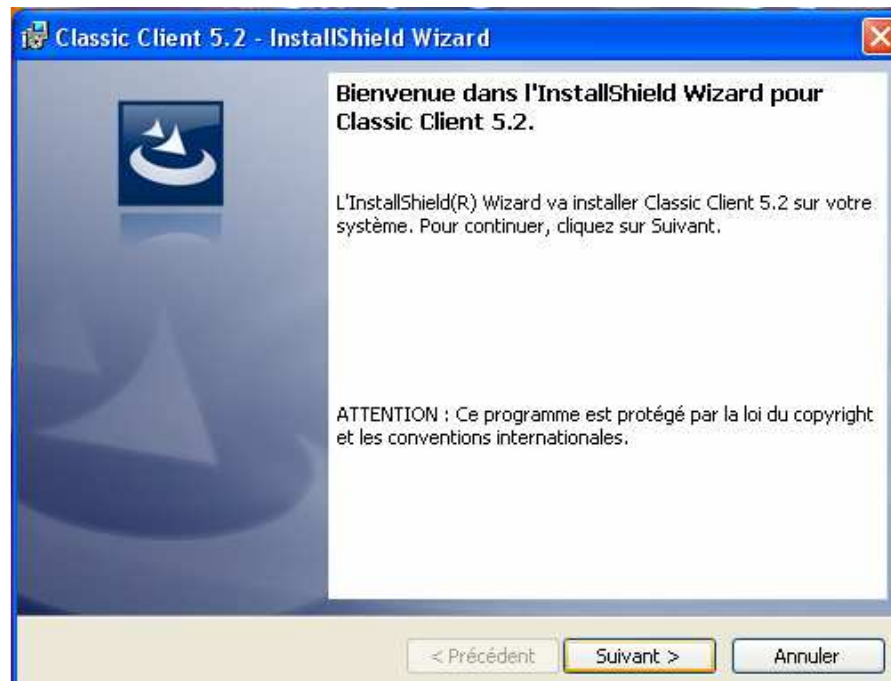 Classic Client 5.2 - InstallShield Wizard
Bienvenue dans l'InstallShield Wizard pour
Classic Client 5.2.
L'InstallShield(R) Wizard va installer Classic Client 5.2 sur votre
système. Pour continuer, cliquez sur Suivant.
ATTENTION : Ce programme est protégé par la loi du copyright
et les conventions internationales.
< Précédent
Suivant >
Annuler